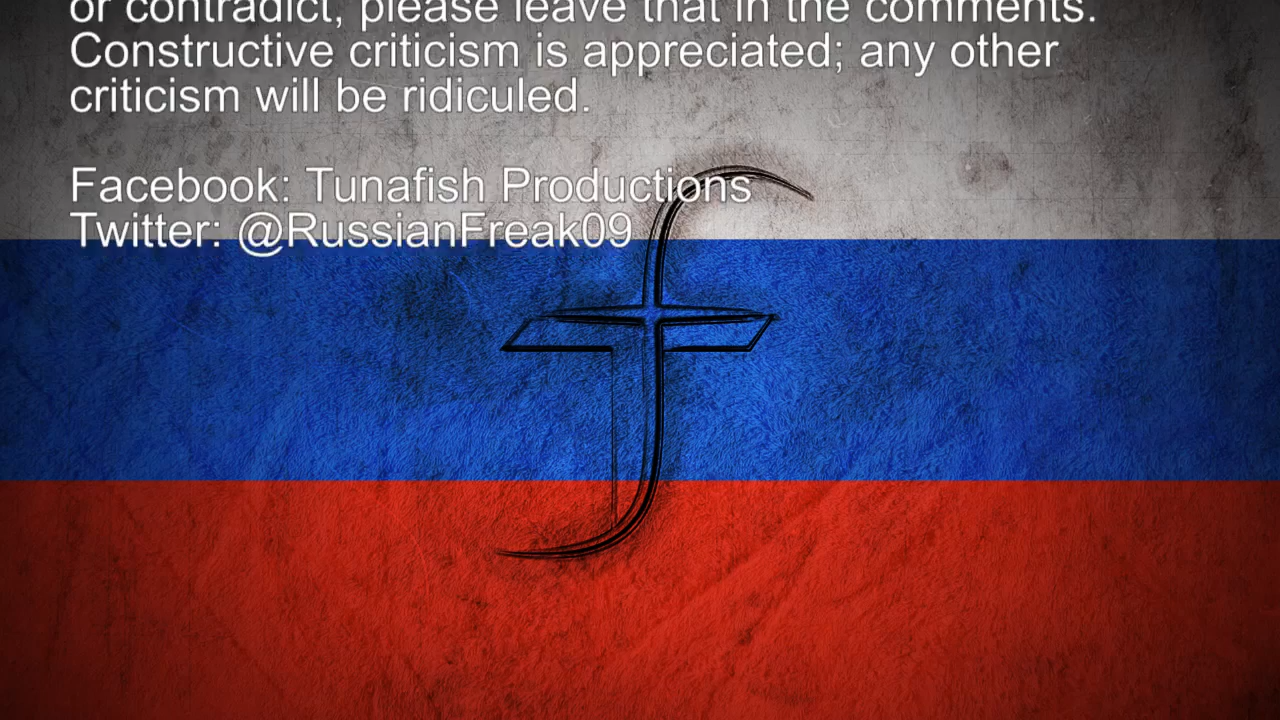 or contradict, please leave that in the comments.
Constructive criticism is appreciated; any other
criticism will be ridiculed.
Facebook: Tunafish Productions
Twitter: @RussianFreak09